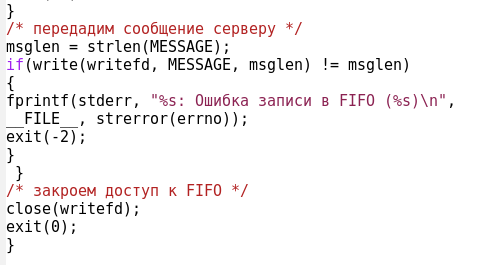 }
/* передадим сообщение серверу */
msglen = strlen(MESSAGE);
if(write(writefd, MESSAGE, msglen) != msglen)
{
fprintf(stderr, "%s: Ошибка записи в FIFO (%s)\n",
__FILE__, strerror(errno));
exit(-2);
}
}
/* закроем доступ к FIFO */
close(writefd);
exit(0);
}